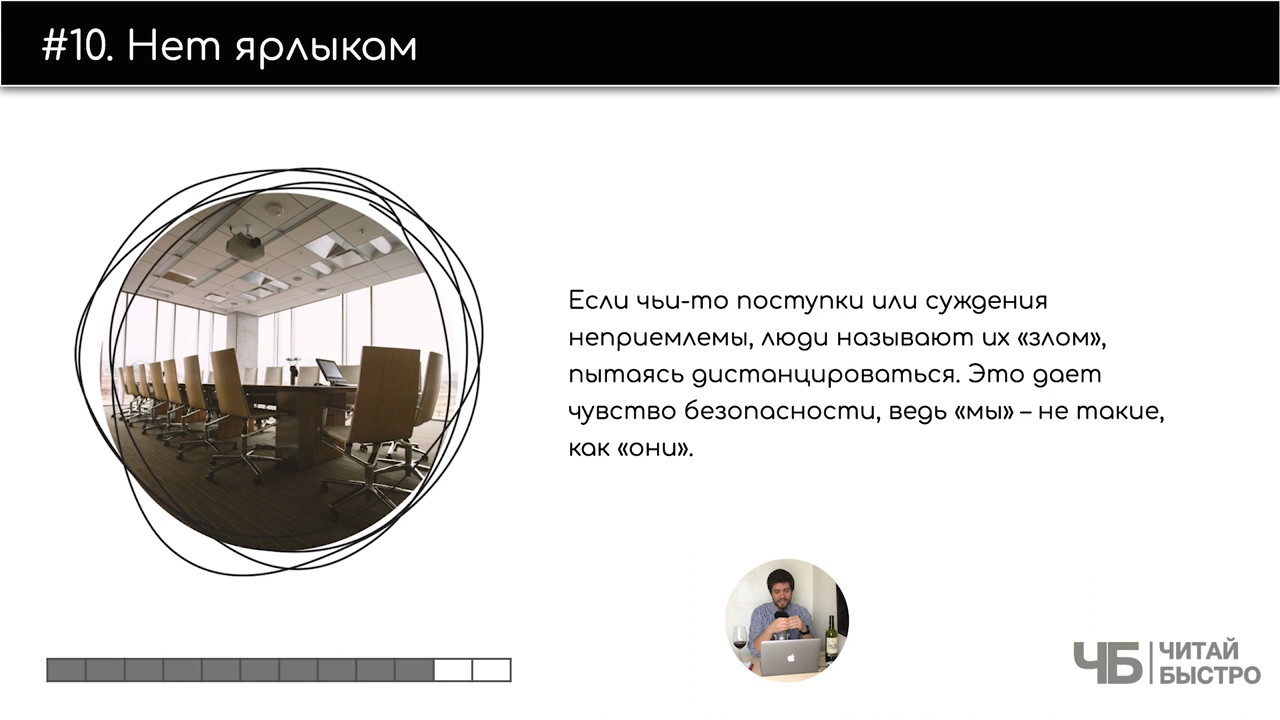 #10. Нет ярлыкам
Если чьи-то поступки или суждения
неприемлемы, люди называют их «злом»,
пытаясь дистанцироваться. Это дает
чувство безопасности, ведь «мы» – не такие,
как «они».
ЧБ
ЧИТАЙ
БЫСТРО